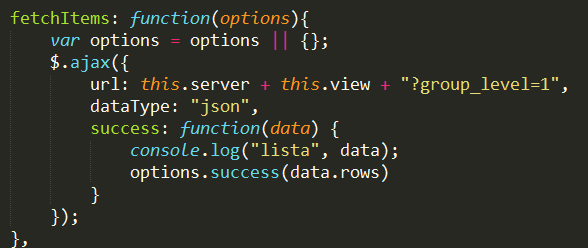 fetchItems: function(options){
    var options = options || {};
    $.ajax({
        url: this.server + this.view + "?group_level=1",
        dataType: "json",
        success: function(data) {
            console.log("lista", data);
            options.success(data.rows)
        }
    });
},